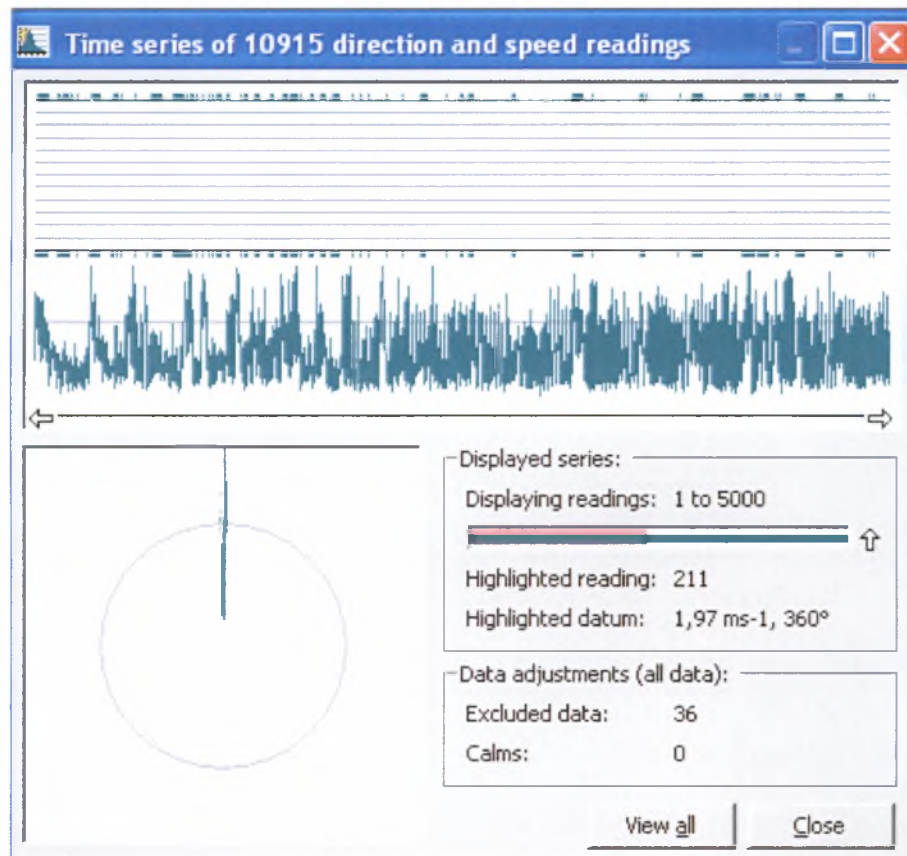 Time series of 10915 direction and speed readings
Displayed series:
Displaying readings: 1 to 5000
Highlighted reading: 211
Highlighted datum: 1,97 ms-1, 360°
Data adjustments (all data):
Excluded data: 36
Calms: 0
View all Close